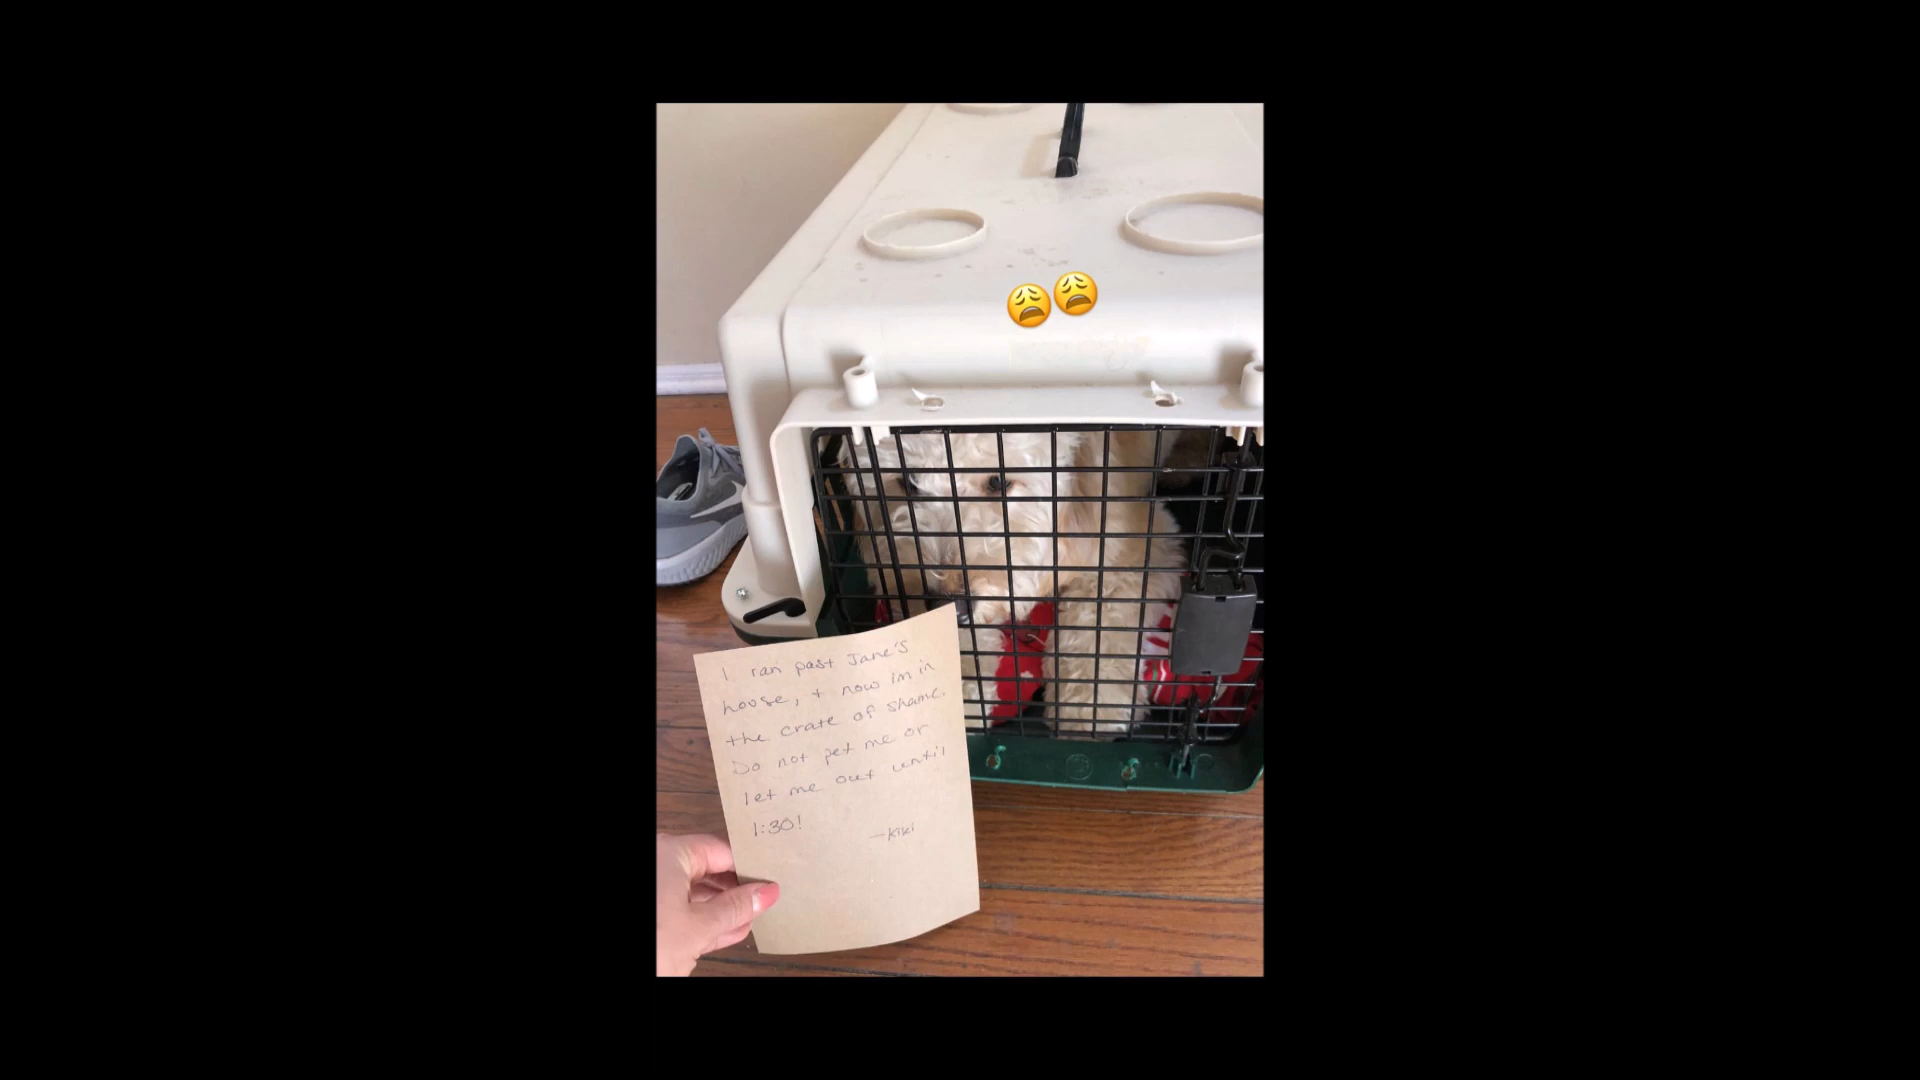 I ran past Jane's
house, + now im in
the crate of shame.
Do not pet me or
let me out until
1:30!
—kiki